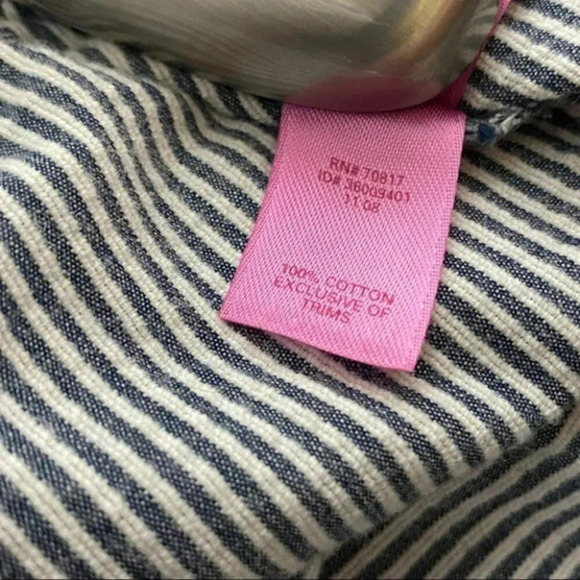 RN# 70817
ID# 36009401
11 08
100% COTTON
EXCLUSIVE OF
TRIMS